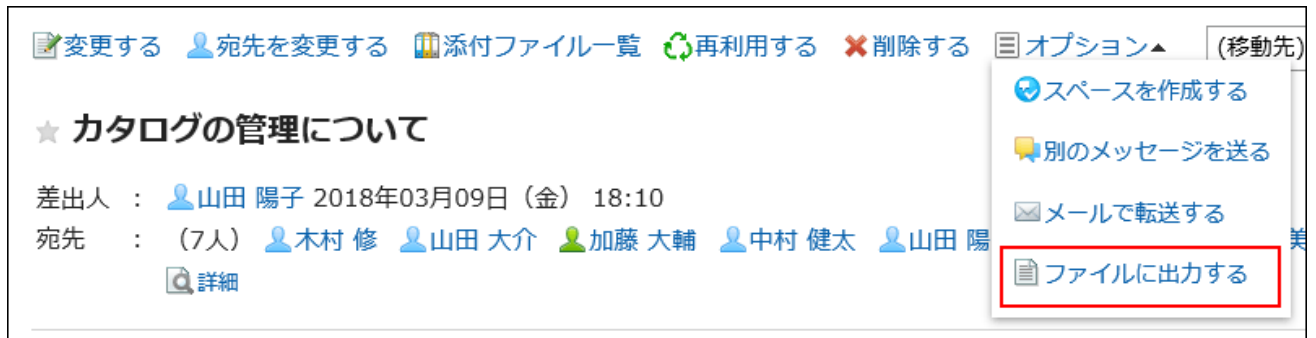 変更する 宛先を変更する 添付ファイル一覧 再利用する 削除する オプション▲ (移動先)
スペースを作成する
別のメッセージを送る
メールで転送する
ファイルに出力する
カタログの管理について
差出人 : 山田 陽子 2018年03月09日（金） 18:10
宛先 : （7人） 木村 修 山田 大介 加藤 大輔 中村 健太 山田 陽 美
詳細